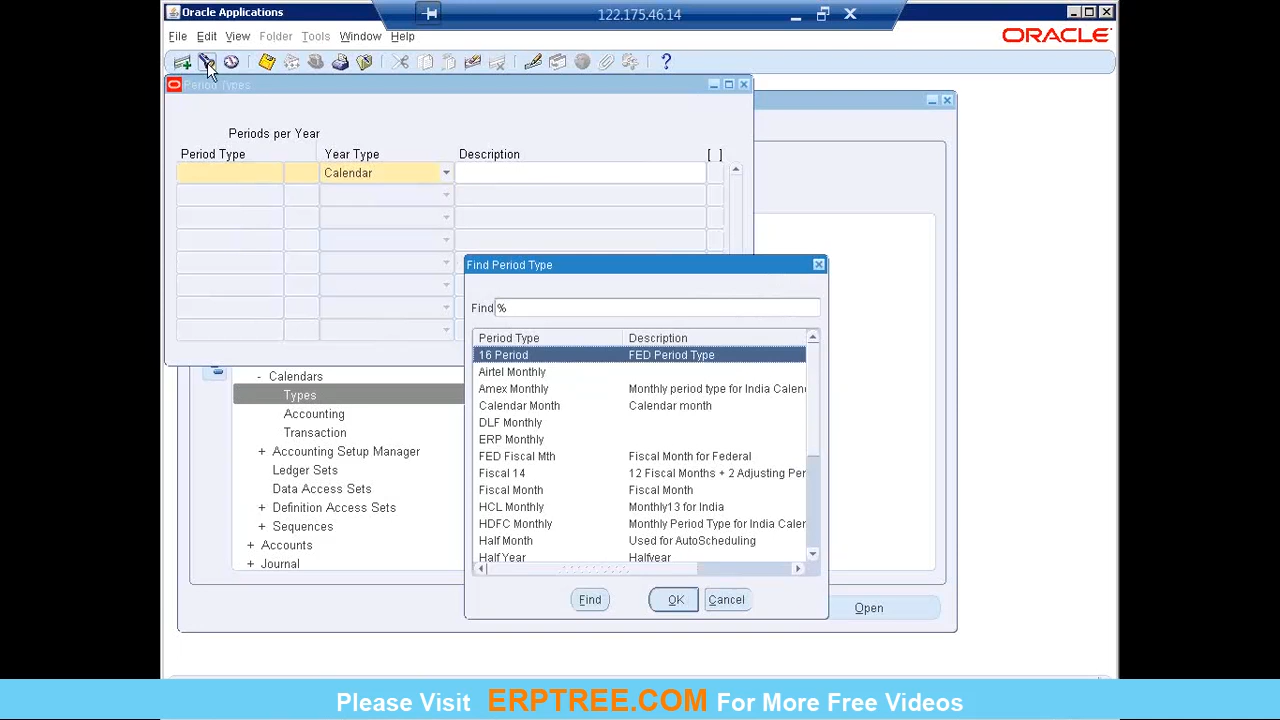 Oracle Applications
122.175.46.14
File Edit View Folder Tools Window Help
ORACLE
Period Types
Periods per Year
Period Type Year Type Description [ ]
Calendar
Find Period Type
Find %
Period Type Description
16 Period FED Period Type
Airtel Monthly
Amex Monthly Monthly period type for India Calen
Calendar Month Calendar month
DLF Monthly
ERP Monthly
FED Fiscal Mth Fiscal Month for Federal
Fiscal 14 12 Fiscal Months + 2 Adjusting Per
Fiscal Month Fiscal Month
HCL Monthly Monthly13 for India
HDFC Monthly Monthly Period Type for India Caler
Half Month Used for AutoScheduling
Half Year Halfyear
Find OK Cancel
- Calendars
Types
Accounting
Transaction
+ Accounting Setup Manager
Ledger Sets
Data Access Sets
+ Definition Access Sets
+ Sequences
+ Accounts
+ Journal
Open
Please Visit ERPTREE.COM For More Free Videos